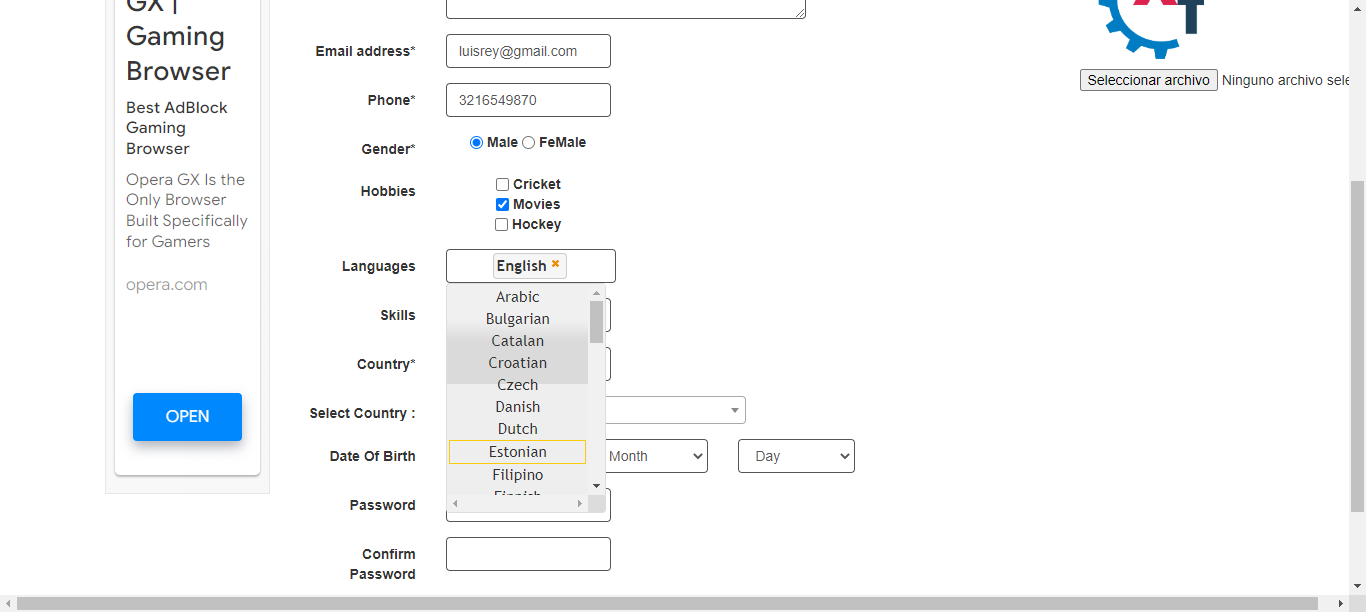 GX |
Gaming
Browser
Best AdBlock
Gaming
Browser
Opera GX Is the
Only Browser
Built Specifically
for Gamers
opera.com
OPEN
Email address*
luisrey@gmail.com
Phone*
3216549870
Gender*
Male FeMale
Hobbies
Cricket
Movies
Hockey
Languages
English
Arabic
Bulgarian
Catalan
Croatian
Czech
Danish
Dutch
Estonian
Filipino
Finnish
Skills
Country*
Select Country :
Date Of Birth
Month
Day
Password
Confirm
Password
Seleccionar archivo Ninguno archivo sele